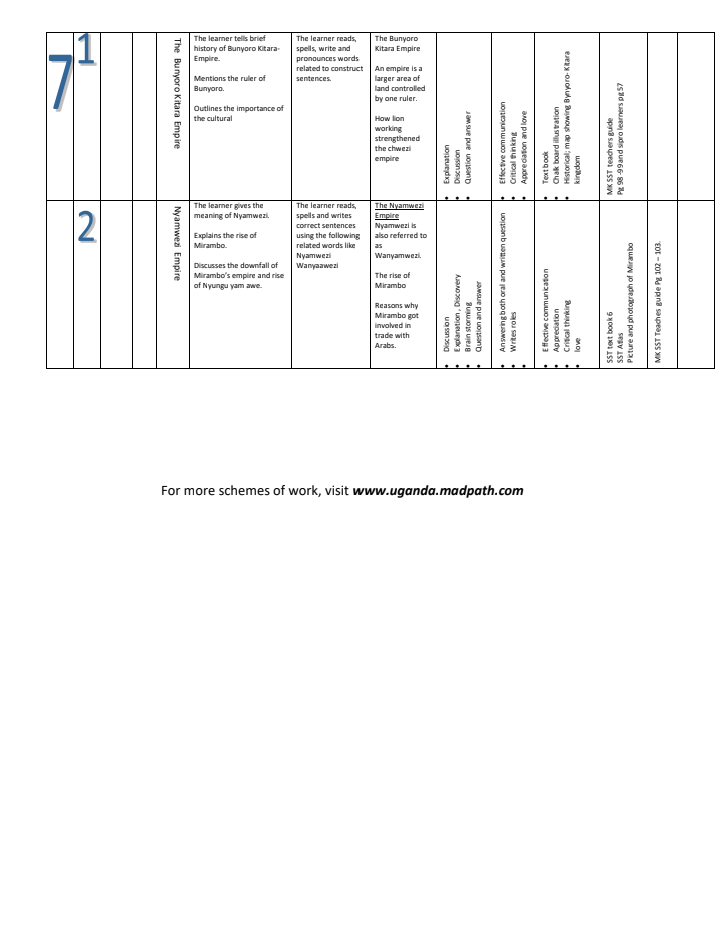 7
1
The Bunyoro Kitara Empire
The learner tells brief
history of Bunyoro Kitara-
Empire.
Mentions the ruler of
Bunyoro.
Outlines the importance of
the cultural
The learner reads,
spells, write and
pronounces words
related to construct
sentences.
The Bunyoro
Kitara Empire
An empire is a
larger area of
land controlled
by one ruler.
How lion
working
strengthened
the chwezi
empire
• Explanation
• Discussion
• Question and answer
• Effective communication
• Critical thinking
• Appreciation and love
• Text book
• Chalk board illustration
• Historical; map showing Bynyoro- Kitara
kingdom
MK SST teachers guide
Pg 98 -99 and sipro learners pg 57
2
Nyamwezi Empire
The learner gives the
meaning of Nyamwezi.
Explains the rise of
Mirambo.
Discusses the downfall of
Mirambo's empire and rise
of Nyungu yam awe.
The learner reads,
spells and writes
correct sentences
using the following
related words like
Nyamwezi
Wanyaawezi
The Nyamwezi
Empire
Nyamwezi is
also referred to
as
Wanyamwezi.
The rise of
Mirambo
Reasons why
Mirambo got
involved in
trade with
Arabs.
• Discussion
• Explanation , Discovery
• Brain storming
• Question and answer
• Answering both oral and written question
• Writes roles
•
• Effective communication
• Appreciation
• Critical thinking
• love
SST text book 6
SST Atlas
Picture and photograph of Mirambo
MK SST Teaches guide Pg 102 – 103.
For more schemes of work, visit www.uganda.madpath.com